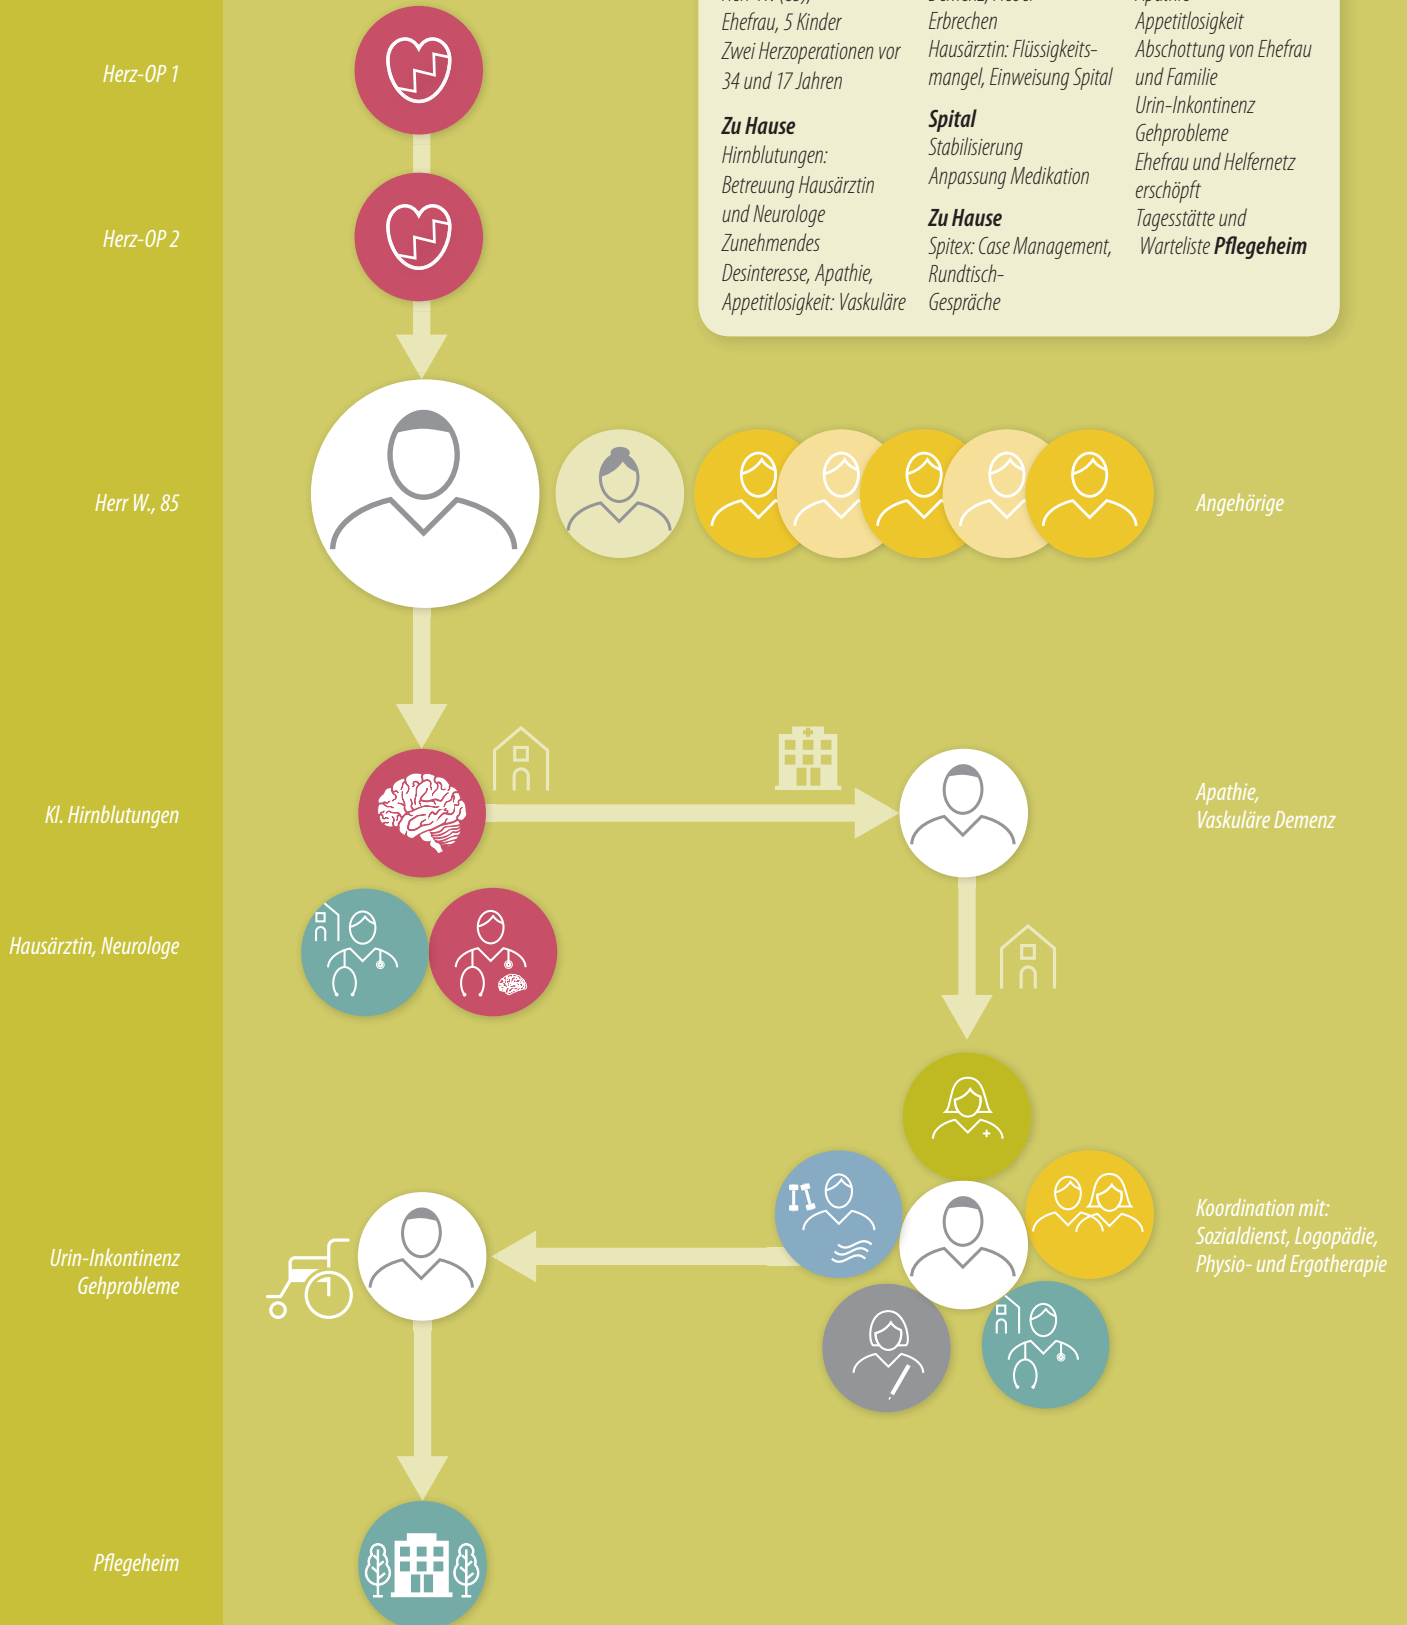 Ehefrau, 5 Kinder
Zwei Herzoperationen vor
34 und 17 Jahren
Zu Hause
Hirnblutungen:
Betreuung Hausärztin
und Neurologe
Zunehmendes
Desinteresse, Apathie,
Appetitlosigkeit: Vaskuläre
Erbrechen
Hausärztin: Flüssigkeits-
mangel, Einweisung Spital
Spital
Stabilisierung
Anpassung Medikation
Zu Hause
Spitex: Case Management,
Rundtisch-
Gespräche
Appetitlosigkeit
Abschottung von Ehefrau
und Familie
Urin-Inkontinenz
Gehprobleme
Ehefrau und Helfernetz
erschöpft
Tagesstätte und
Warteliste Pflegeheim
Herz-OP 1
Herz-OP 2
Herr W., 85
Angehörige
Kl. Hirnblutungen
Apathie,
Vaskuläre Demenz
Hausärztin, Neurologe
Koordination mit:
Sozialdienst, Logopädie,
Physio- und Ergotherapie
Urin-Inkontinenz
Gehprobleme
Pflegeheim